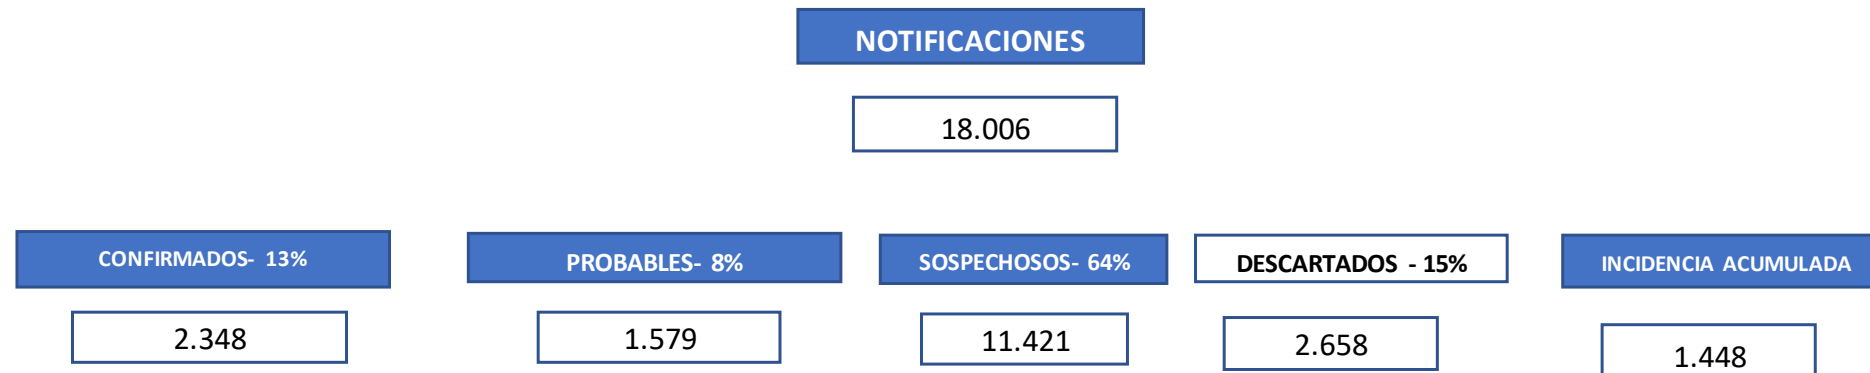 NOTIFICACIONES
18.006
CONFIRMADOS- 13%
PROBABLES- 8%
SOSPECHOSOS- 64%
DESCARTADOS - 15%
INCIDENCIA ACUMULADA
2.348
1.579
11.421
2.658
1.448